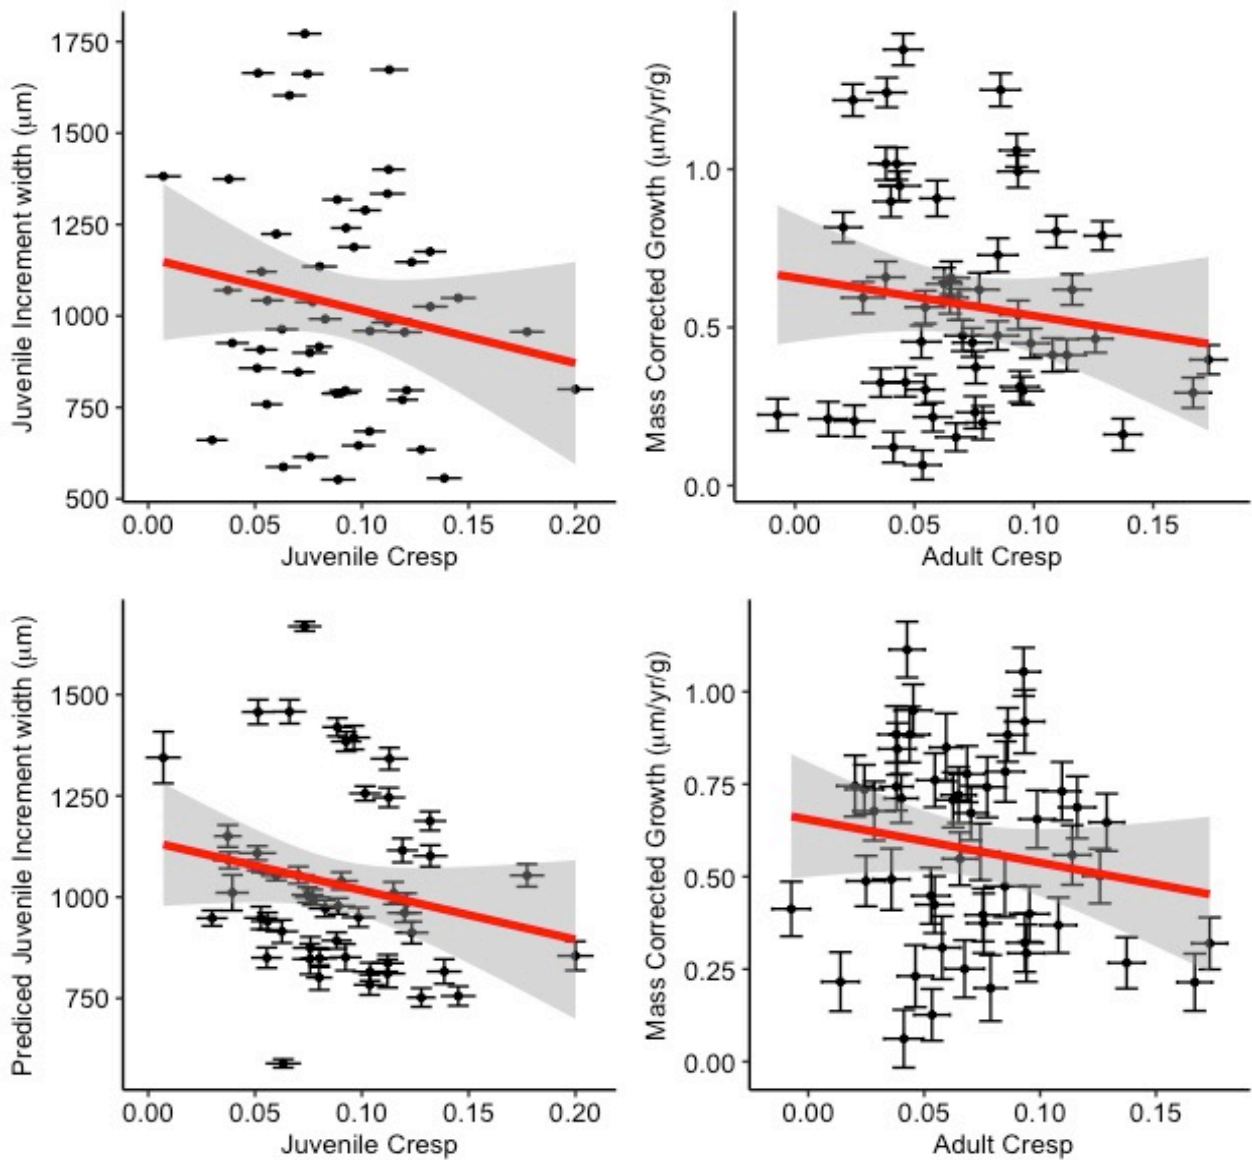 Juvenile Increment width (μm)
1750
1500
1250
1000
750
500
0.00 0.05 0.10 0.15 0.20
Juvenile Cresp
Mass Corrected Growth (μm/yr/g)
1.0
0.5
0.0
0.00 0.05 0.10 0.15
Adult Cresp
Prediced Juvenile Increment width (μm)
1500
1250
1000
750
0.00 0.05 0.10 0.15 0.20
Juvenile Cresp
Mass Corrected Growth (μm/yr/g)
1.00
0.75
0.50
0.25
0.00
0.00 0.05 0.10 0.15
Adult Cresp